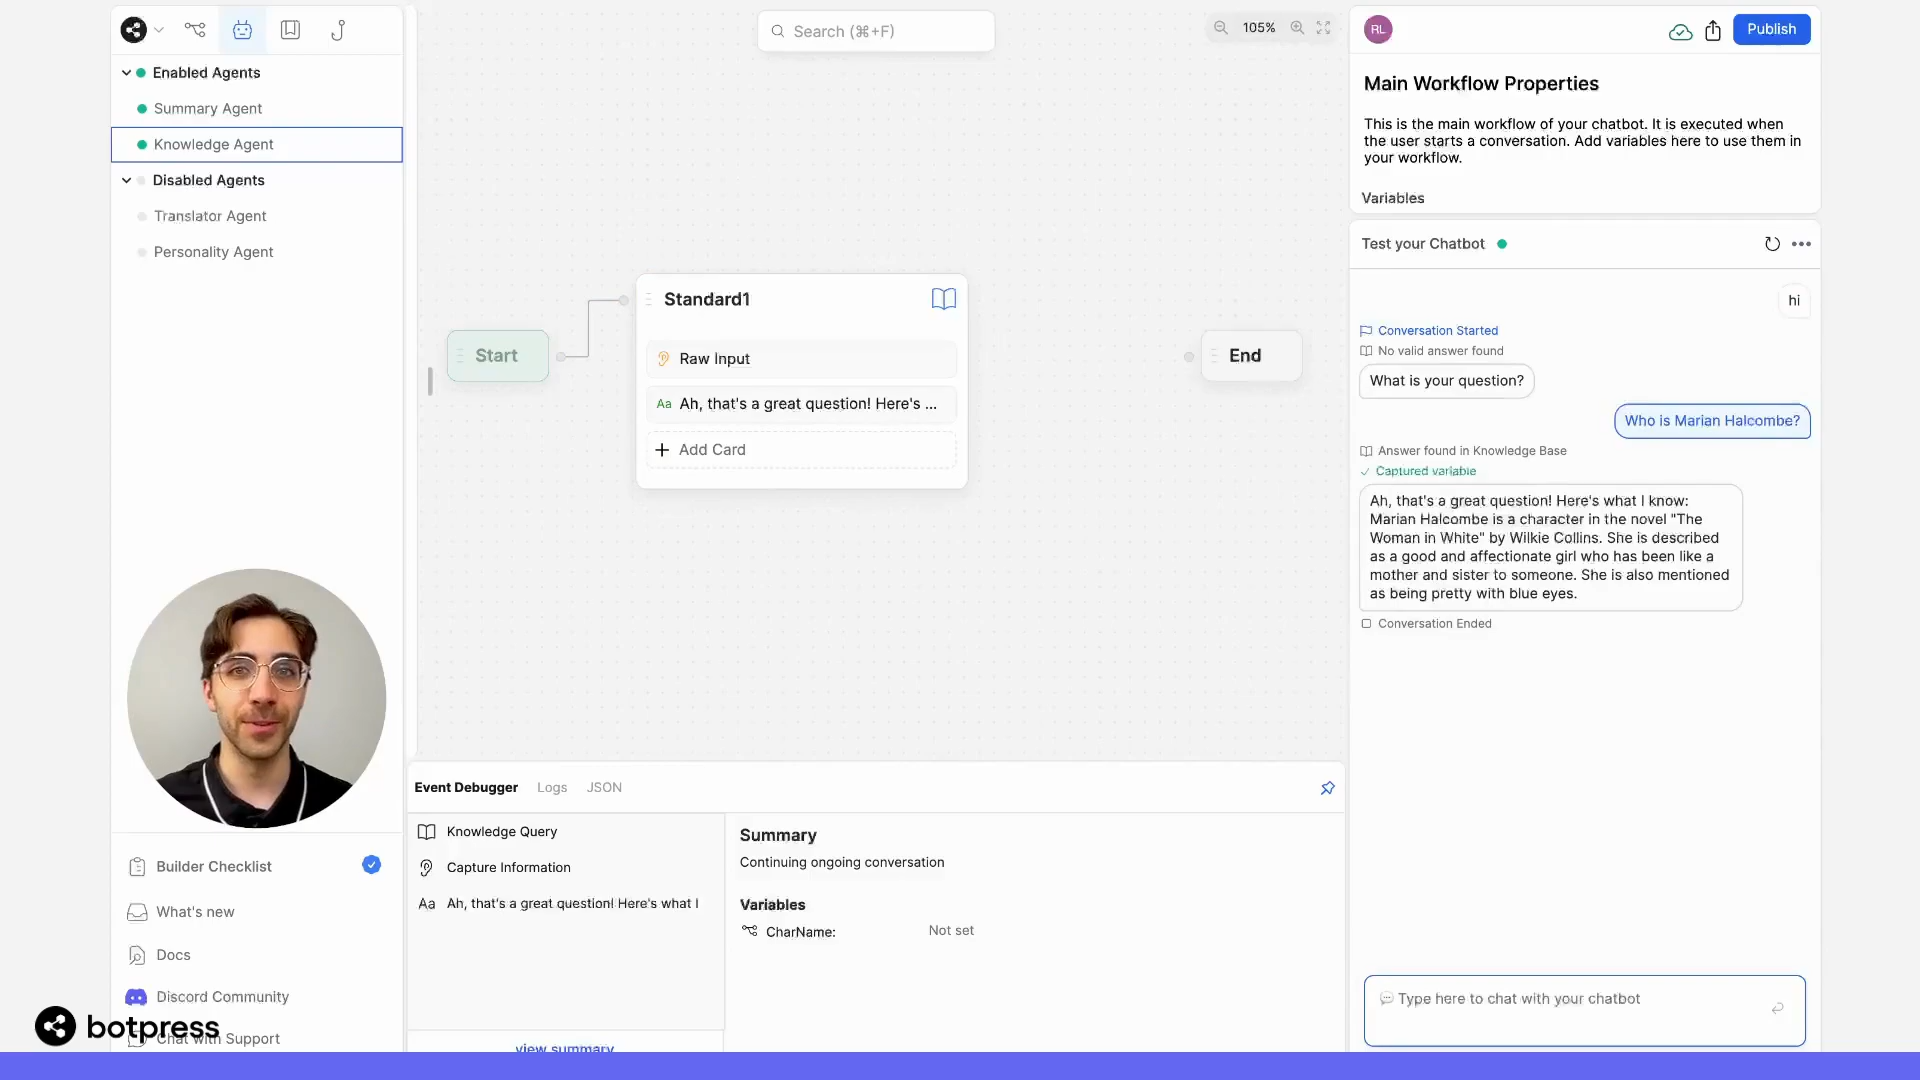 Enabled Agents
Summary Agent
Knowledge Agent
Disabled Agents
Translator Agent
Personality Agent
Builder Checklist
What's new
Docs
Discord Community
Chat with Support
botpress
Search (⌘+F)
105%
Start
Standard1
Raw Input
Aa Ah, that's a great question! Here's ...
Add Card
End
Event Debugger Logs JSON
Knowledge Query
Capture Information
Aa Ah, that's a great question! Here's what I
view summary
Summary
Continuing ongoing conversation
Variables
CharName: Not set
RL
Publish
Main Workflow Properties
This is the main workflow of your chatbot. It is executed when
the user starts a conversation. Add variables here to use them in
your workflow.
Variables
Test your Chatbot
hi
Conversation Started
No valid answer found
What is your question?
Who is Marian Halcombe?
Answer found in Knowledge Base
Captured variable
Ah, that's a great question! Here's what I know:
Marian Halcombe is a character in the novel "The
Woman in White" by Wilkie Collins. She is described
as a good and affectionate girl who has been like a
mother and sister to someone. She is also mentioned
as being pretty with blue eyes.
Conversation Ended
Type here to chat with your chatbot